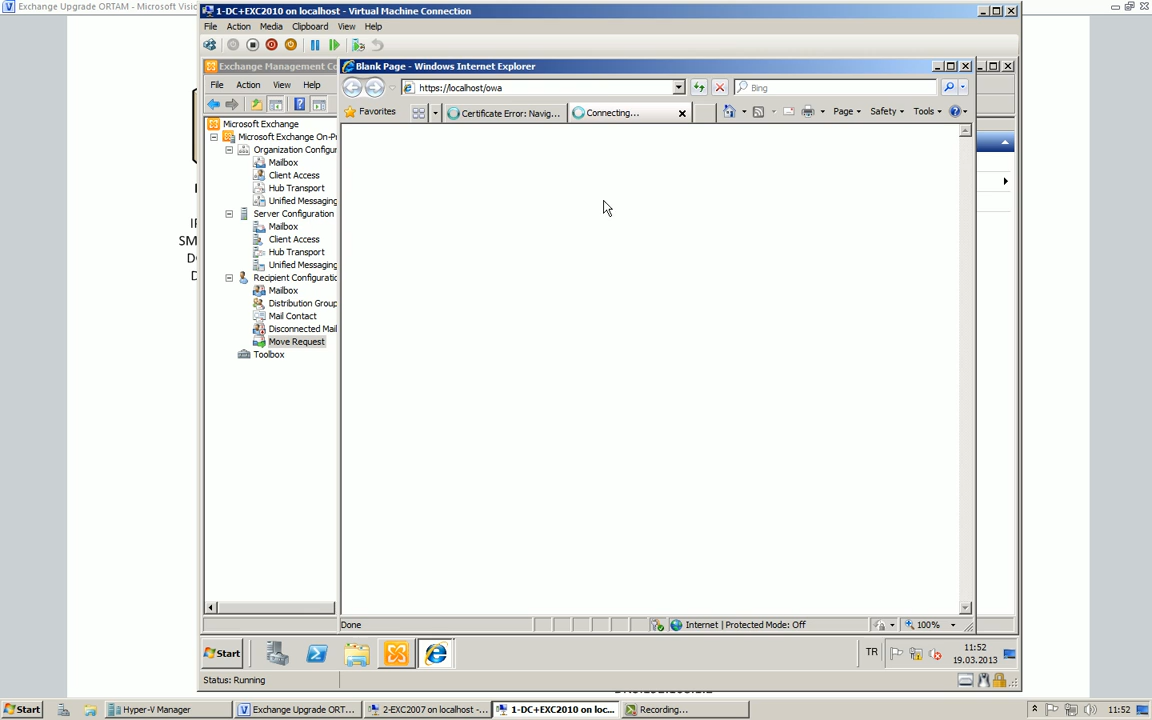 Exchange Upgrade ORTAM - Microsoft Visi
1-DC+EXC2010 on localhost - Virtual Machine Connection
File Action Media Clipboard View Help
Exchange Management Co
Blank Page - Windows Internet Explorer
File Action View Help
https://localhost/owa
Bing
Favorites
Certificate Error: Navig...
Connecting...
Page
Safety
Tools
Microsoft Exchange
Microsoft Exchange On-Pr
Organization Configur
Mailbox
Client Access
Hub Transport
Unified Messaging
Server Configuration
Mailbox
Client Access
Hub Transport
Unified Messaging
Recipient Configuratio
Mailbox
Distribution Group
Mail Contact
Disconnected Mail
Move Request
Toolbox
IP
SM
D
Done
Internet | Protected Mode: Off
100%
Start
TR
11:52
19.03.2013
Status: Running
Start
Hyper-V Manager
Exchange Upgrade ORT...
2-EXC2007 on localhost -...
1-DC+EXC2010 on loc...
Recording...
11:52